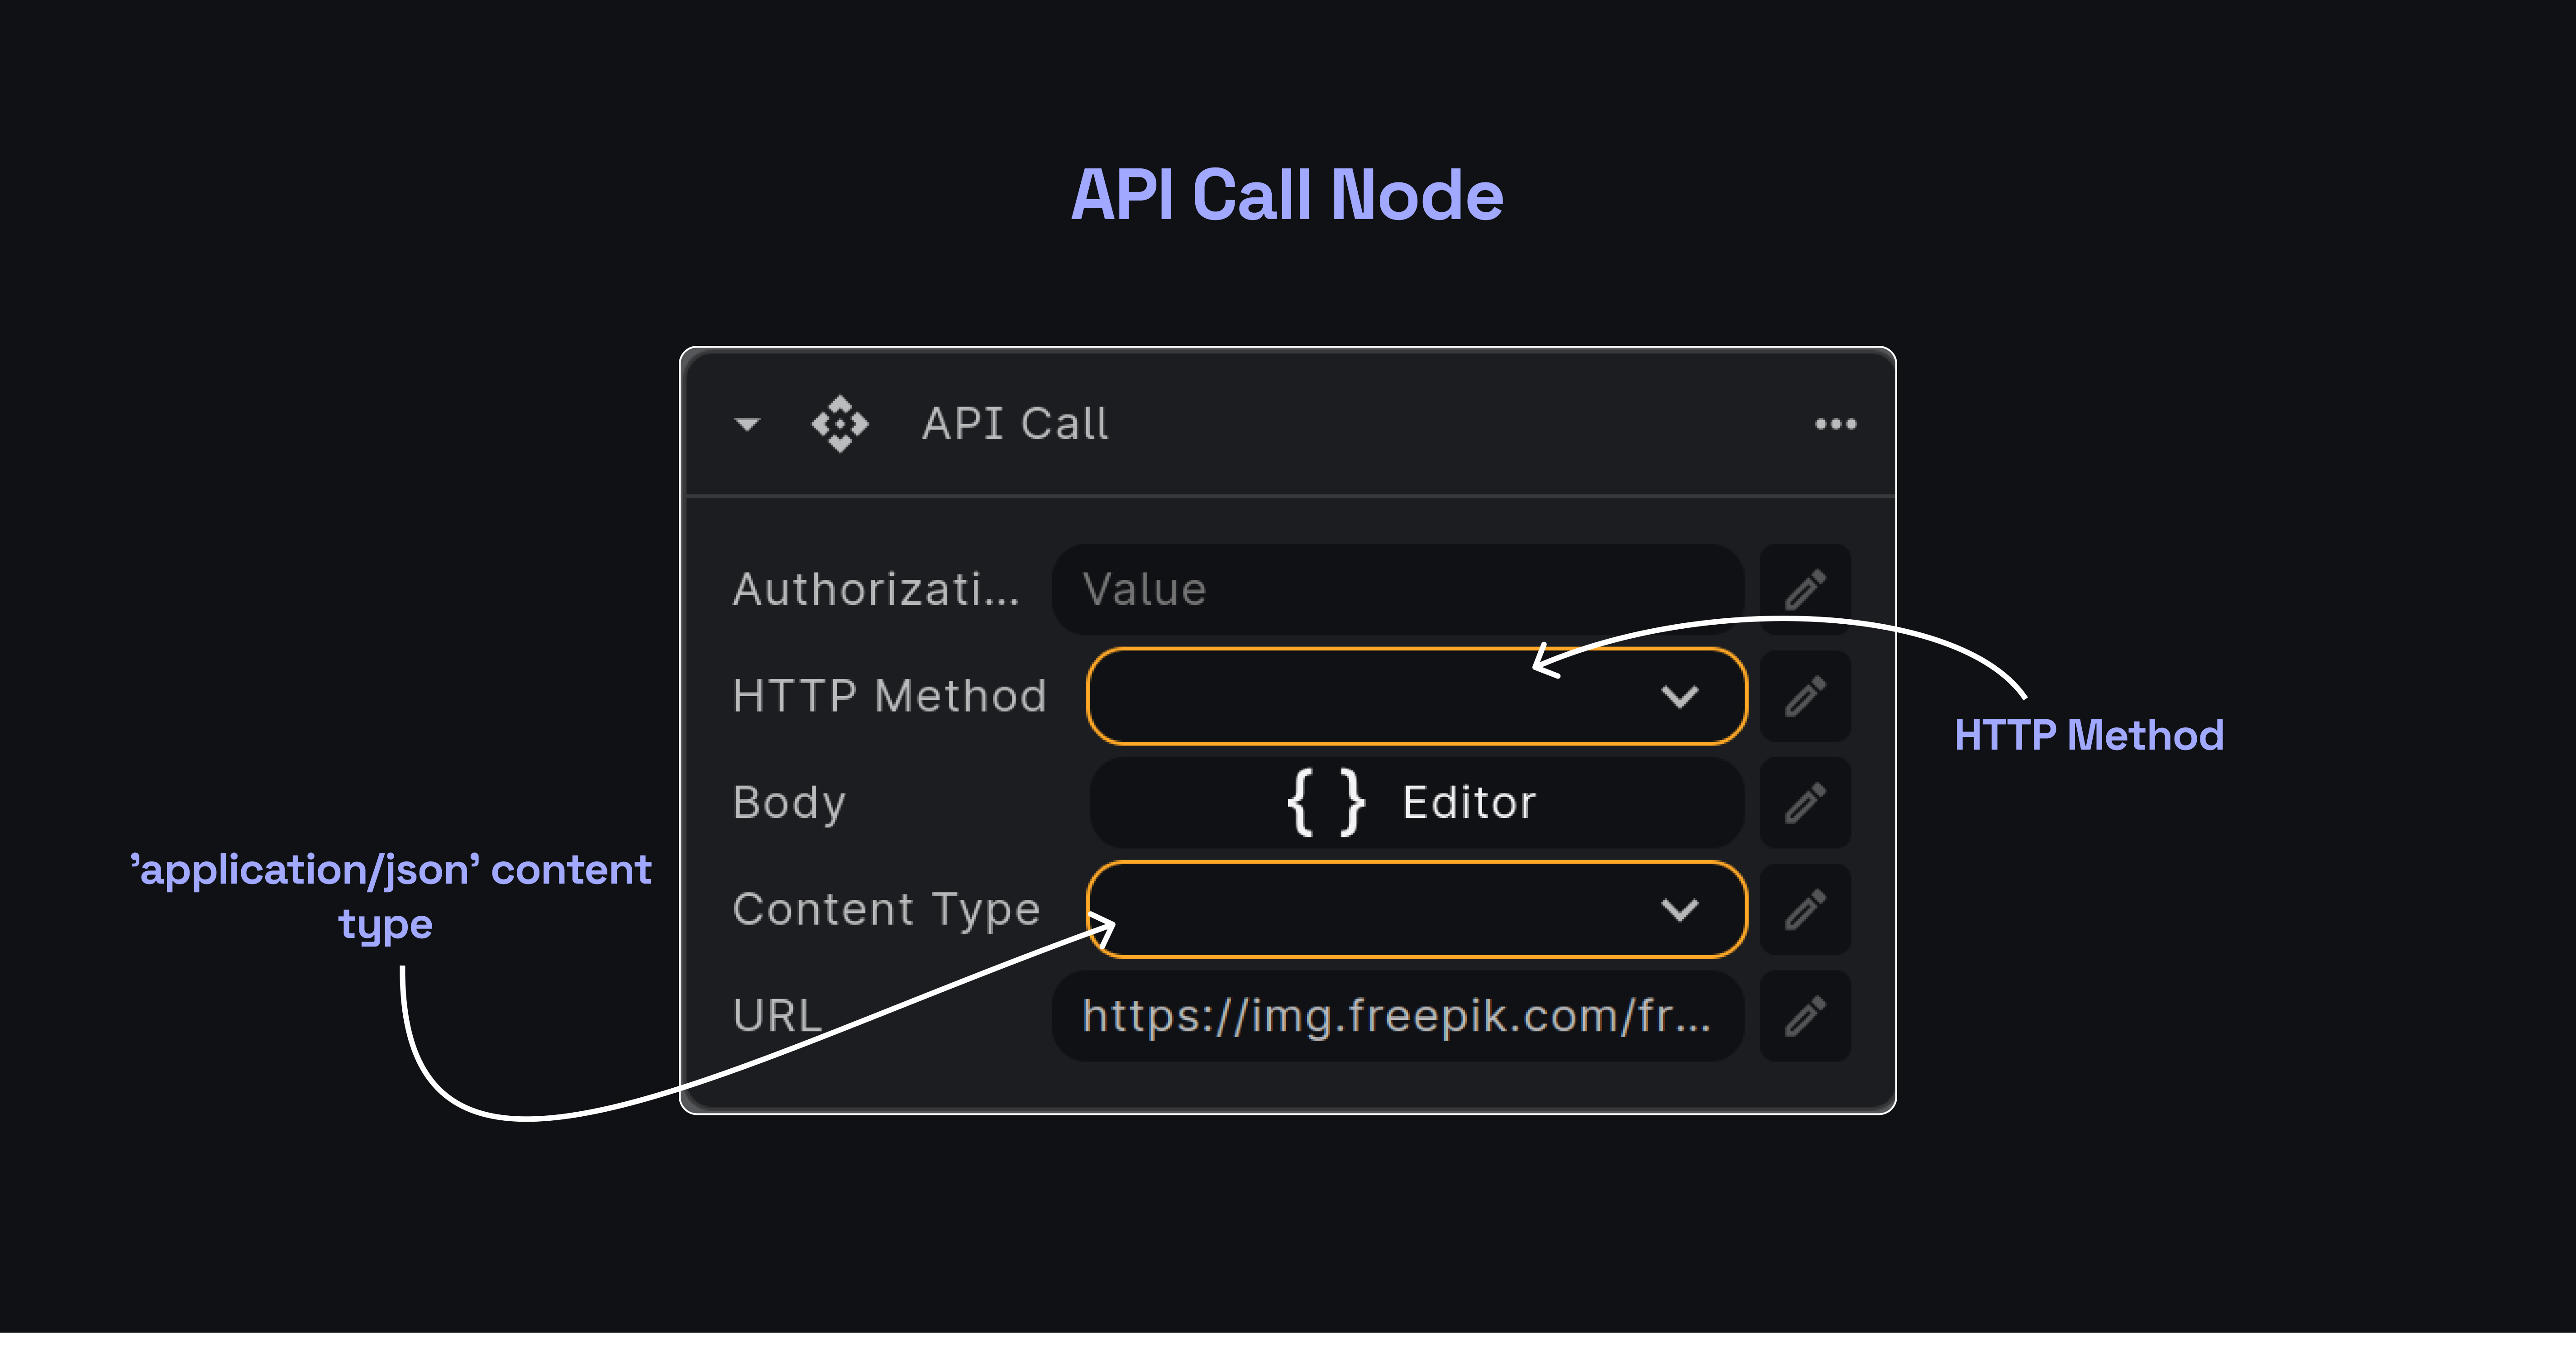 API Call Node
API Call
Authorizati... Value
HTTP Method
HTTP Method
Body { } Editor
’application/json’ content
type
Content Type
URL https://img.freepik.com/fr...